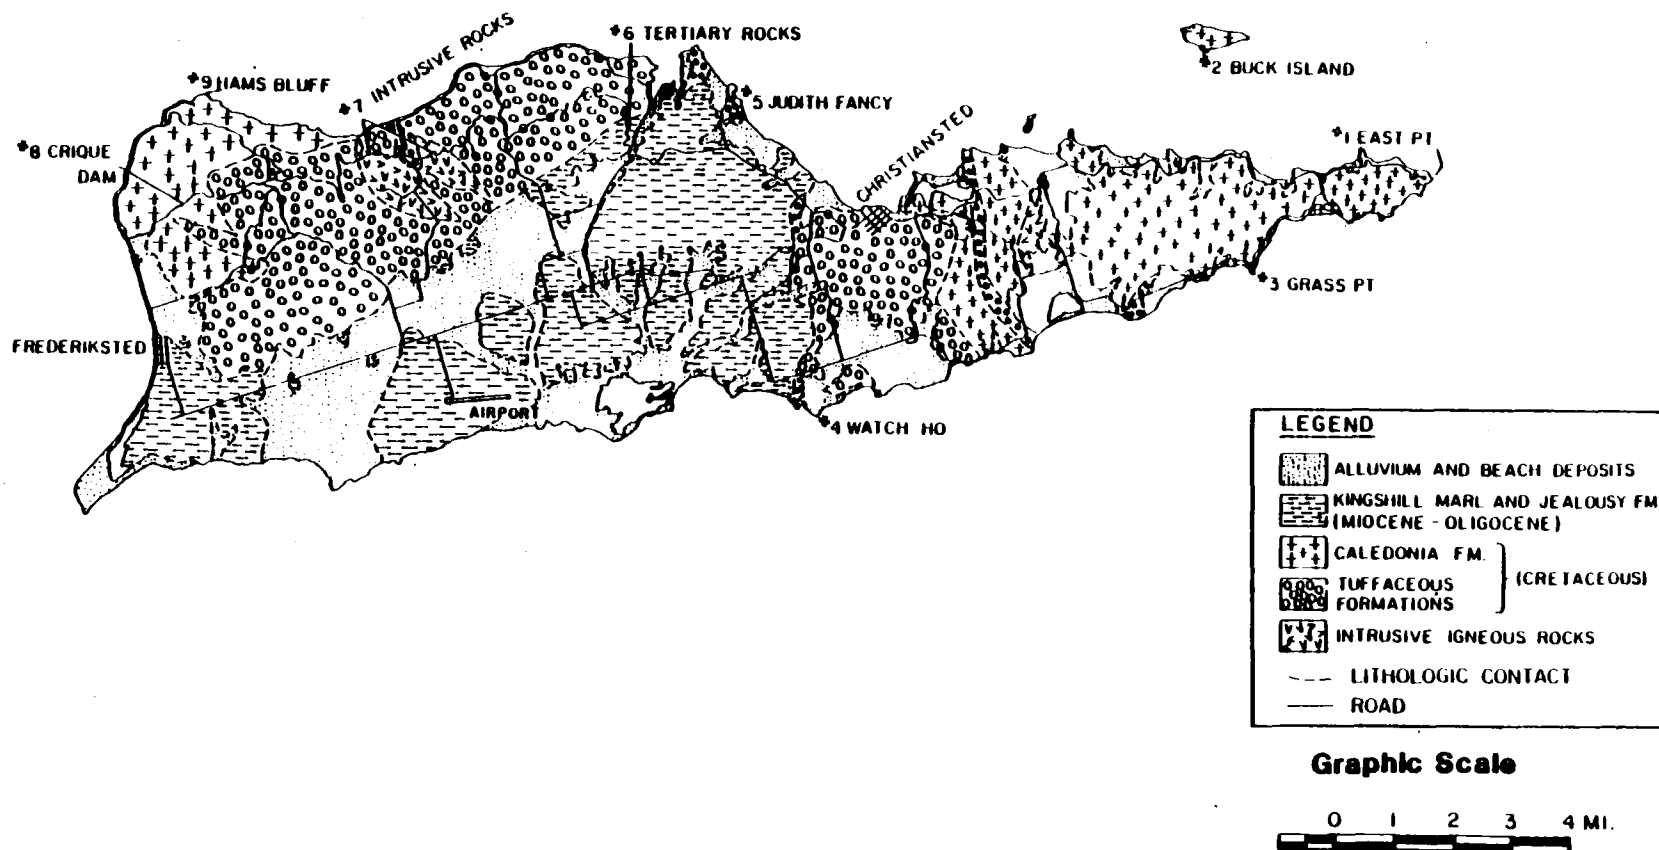 *6 TERTIARY ROCKS
*7 INTRUSIVE ROCKS
*9 HAMS BLUFF
*2 BUCK ISLAND
*5 JUDITH FANCY
*8 CRIQUE
DAM
*1 EAST PT
CHRISTIANSTED
*3 GRASS PT
FREDERIKSTED
AIRPORT
*4 WATCH HO
LEGEND
ALLUVIUM AND BEACH DEPOSITS
KINGSHILL MARL AND JEALOUSY FM
(MIOCENE - OLIGOCENE)
CALEDONIA FM.
(CRETACEOUS)
TUFFACEOUS
FORMATIONS
INTRUSIVE IGNEOUS ROCKS
LITHOLOGIC CONTACT
ROAD
Graphic Scale
0 1 2 3 4 MI.